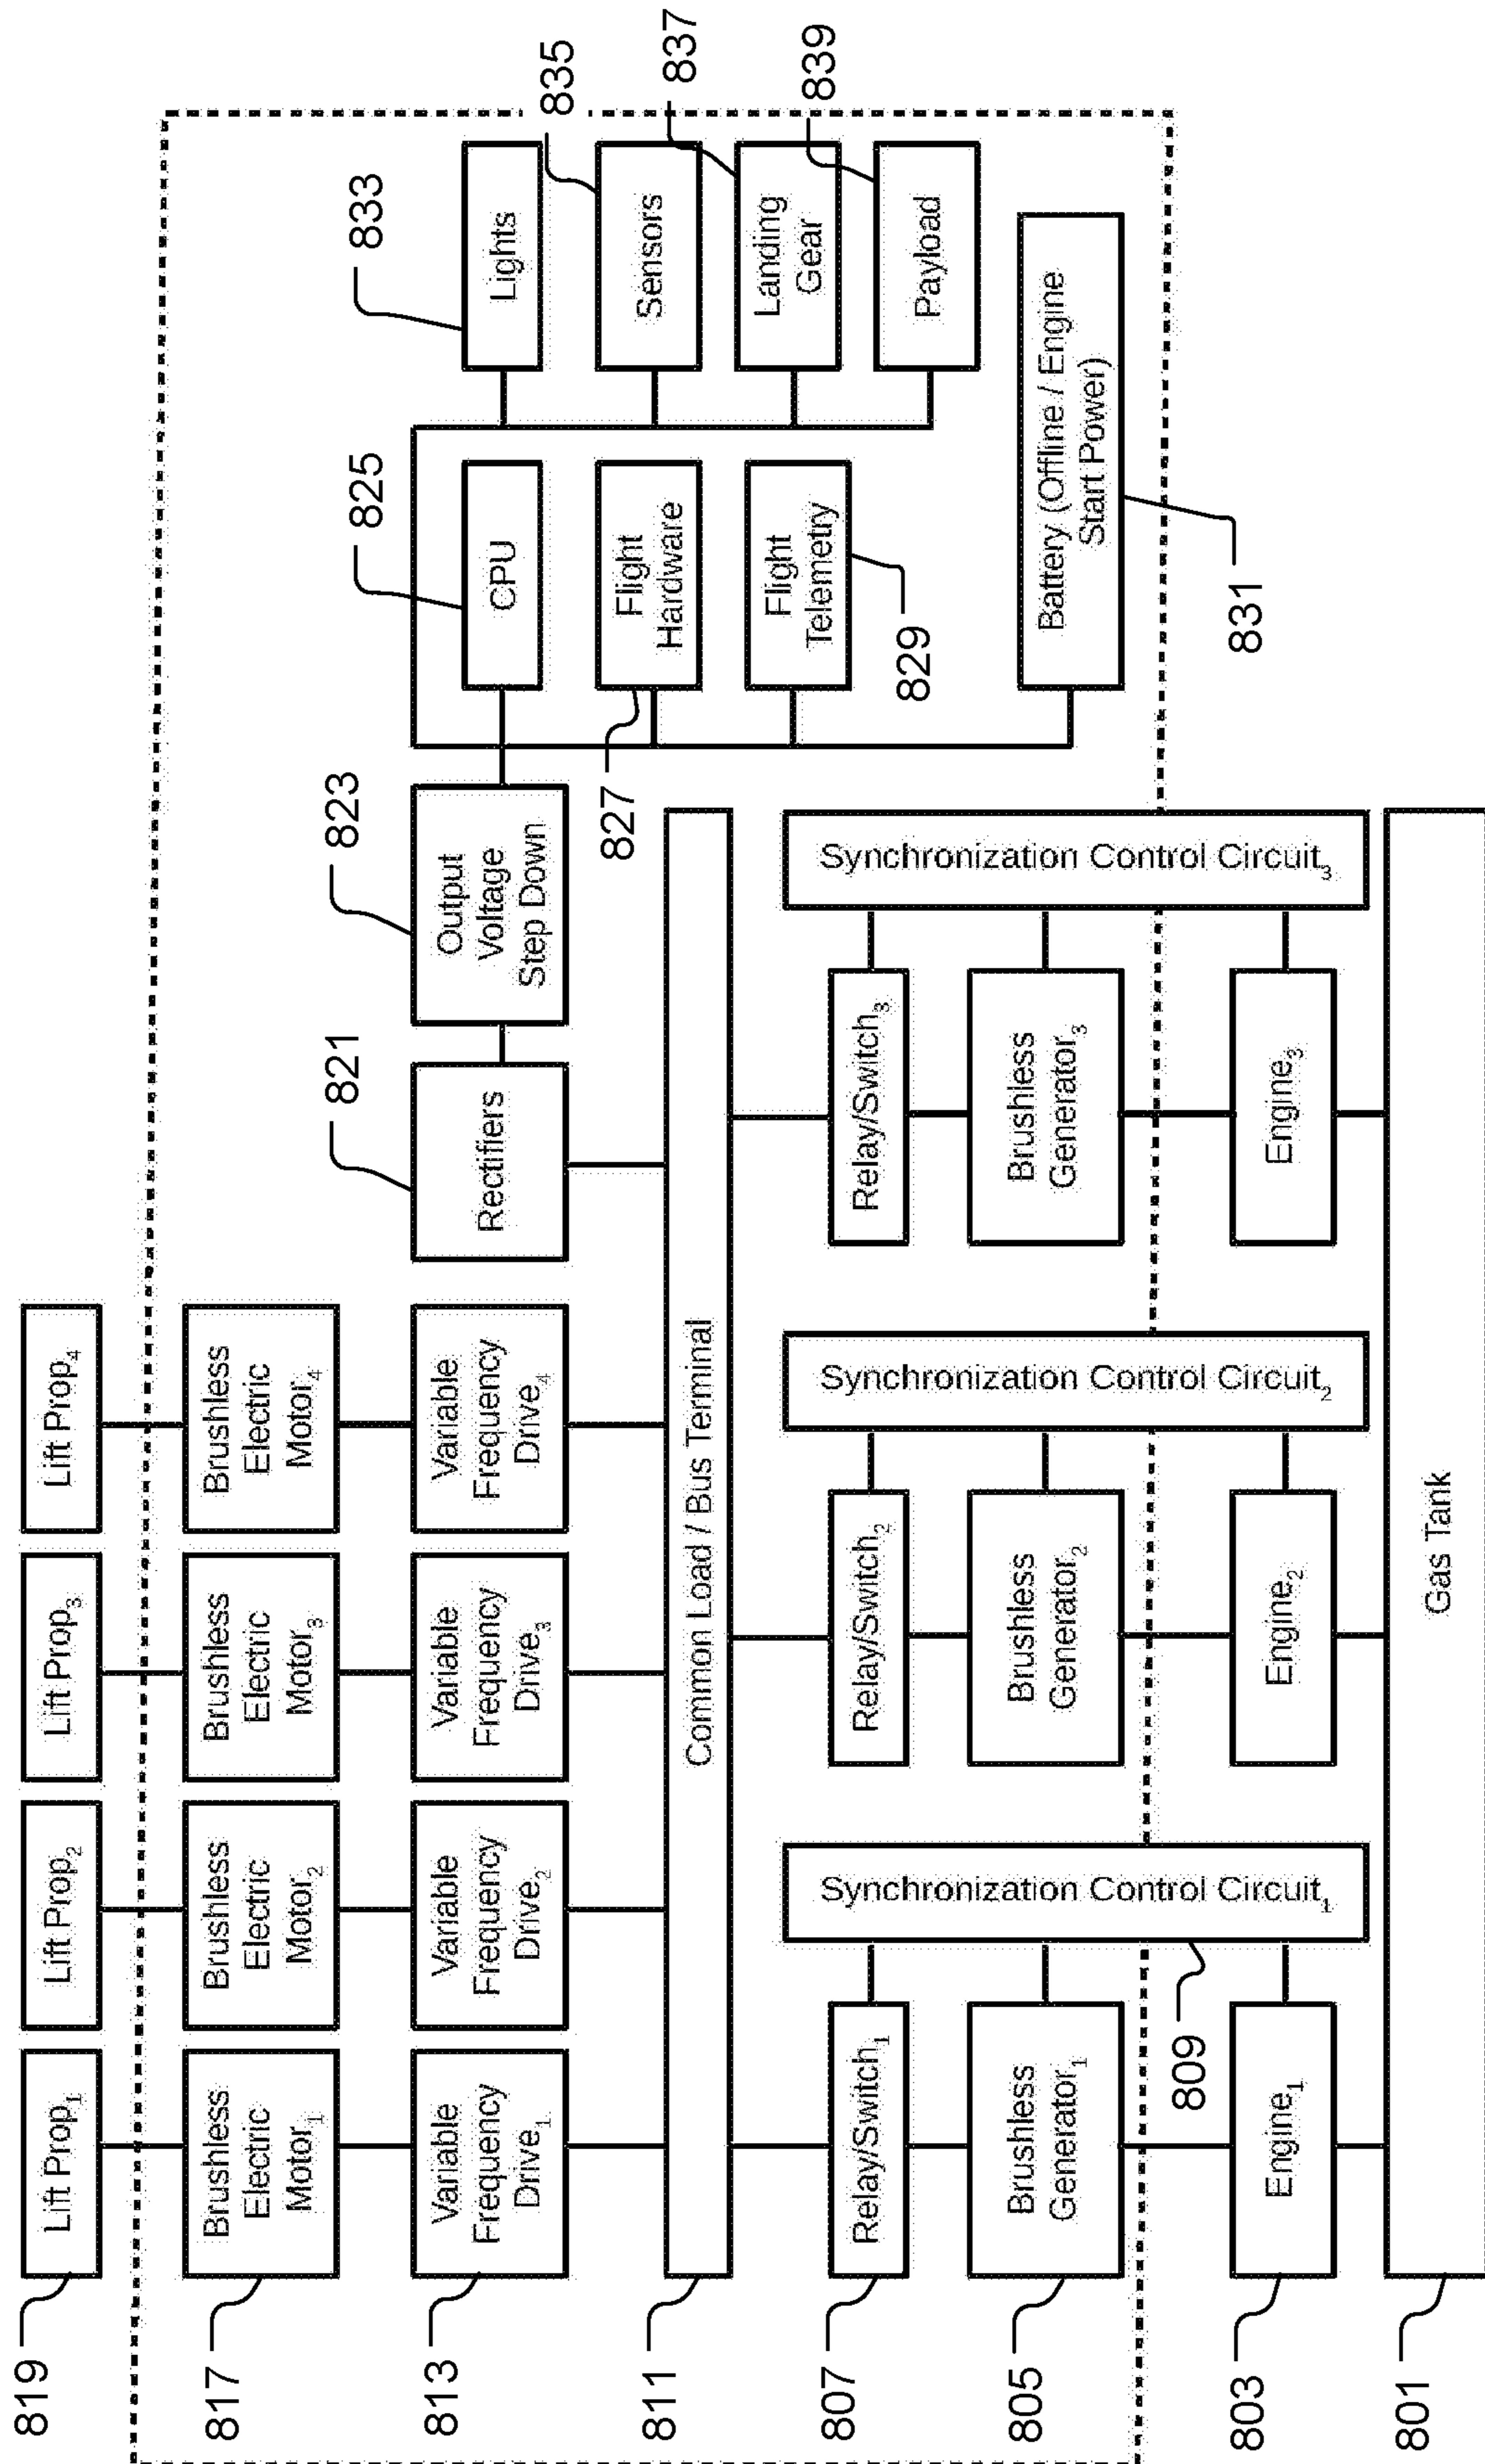 819
Lift Prop1
Lift Prop2
Lift Prop3
Lift Prop4
817
Brushless
Electric
Motor1
Brushless
Electric
Motor2
Brushless
Electric
Motor3
Brushless
Electric
Motor4
813
Variable
Frequency
Drive1
Variable
Frequency
Drive2
Variable
Frequency
Drive3
Variable
Frequency
Drive4
821
Rectifiers
823
Output
Voltage
Step Down
825
CPU
833
Lights
827
Flight
Hardware
835
Sensors
829
Flight
Telemetry
837
Landing
Gear
839
Payload
831
Battery (Offline / Engine
Start Power)
811
Common Load / Bus Terminal
807
Relay/Switch1
Relay/Switch2
Relay/Switch3
805
Brushless
Generator1
Brushless
Generator2
Brushless
Generator3
809
Synchronization Control Circuit1
Synchronization Control Circuit2
Synchronization Control Circuit3
803
Engine1
Engine2
Engine3
801
Gas Tank